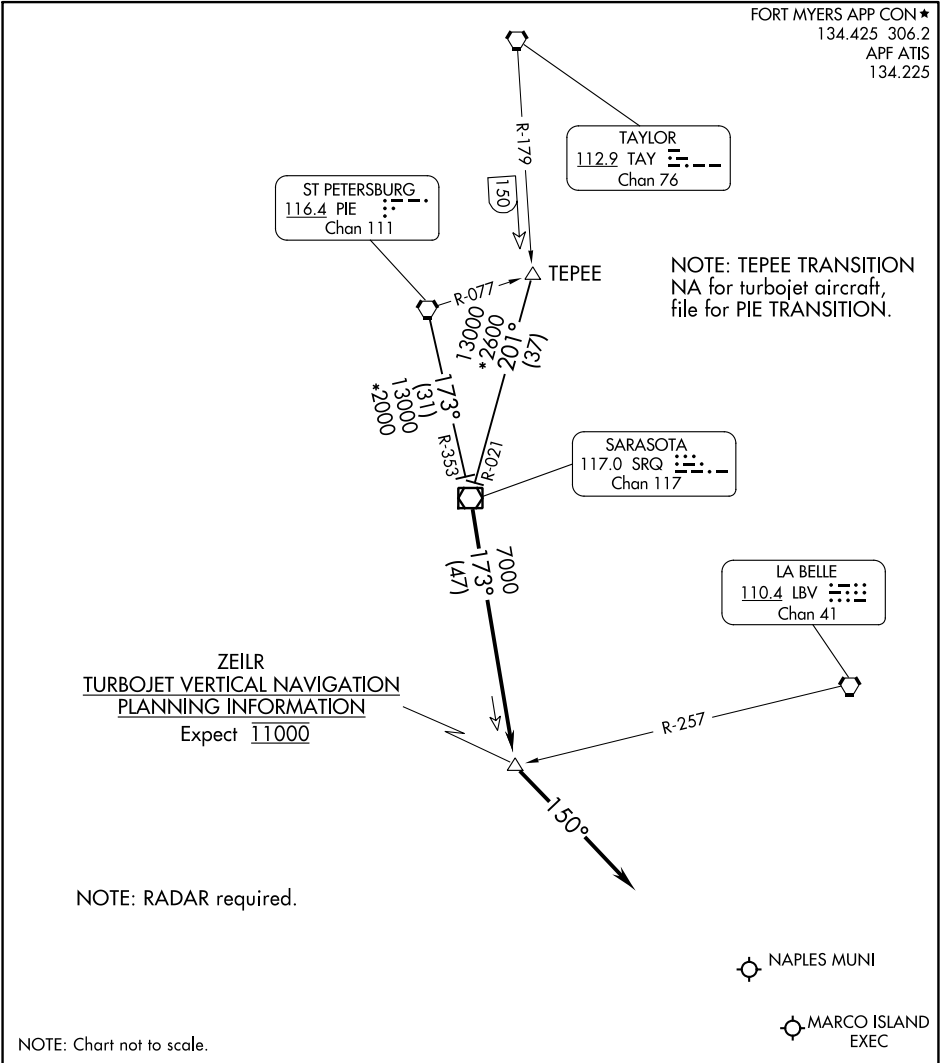 FORT MYERS APP CON★
134.425 306.2
APF ATIS
134.225
TAYLOR
112.9 TAY
Chan 76
R-179
150
ST PETERSBURG
116.4 PIE
Chan 111
TEPEE
R-077
NOTE: TEPEE TRANSITION
NA for turbojet aircraft,
file for PIE TRANSITION.
13000
*2600
201°
(37)
173°
(31)
13000
*2000
R-353
R-021
SARASOTA
117.0 SRQ
Chan 117
7000
173°
(47)
LA BELLE
110.4 LBV
Chan 41
ZEILR
TURBOJET VERTICAL NAVIGATION
PLANNING INFORMATION
Expect 11000
R-257
150°
NOTE: RADAR required.
NAPLES MUNI
MARCO ISLAND
EXEC
NOTE: Chart not to scale.